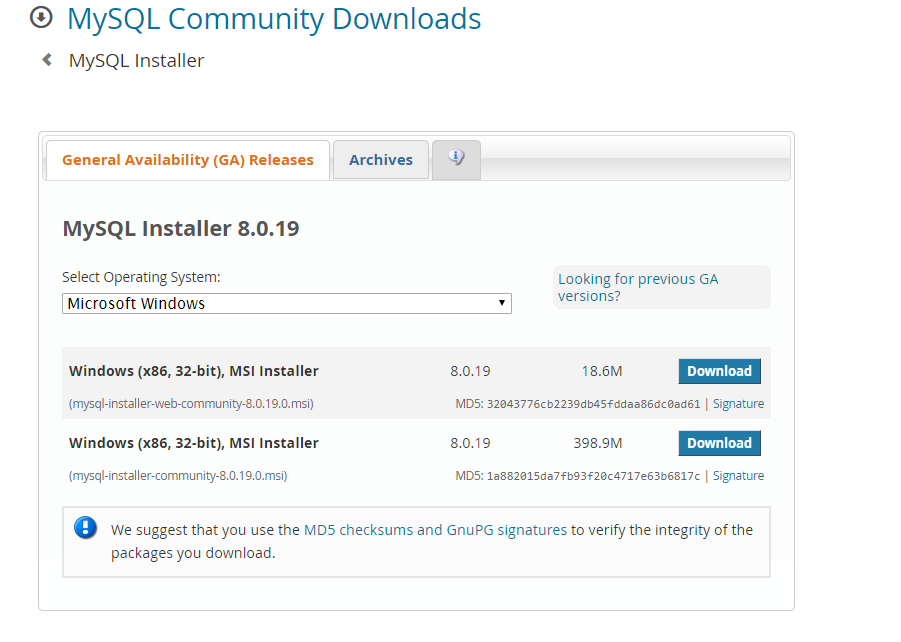 MySQL Community Downloads
MySQL Installer
General Availability (GA) Releases
Archives
MySQL Installer 8.0.19
Select Operating System:
Looking for previous GA
versions?
Microsoft Windows
Windows (x86, 32-bit), MSI Installer 8.0.19 18.6M Download
(mysql-installer-web-community-8.0.19.0.msi) MD5: 32043776cb2239db45fddaa86dc0ad61 | Signature
Windows (x86, 32-bit), MSI Installer 8.0.19 398.9M Download
(mysql-installer-community-8.0.19.0.msi) MD5: 1a882015da7fb93f20c4717e63b6817c | Signature
We suggest that you use the MD5 checksums and GnuPG signatures to verify the integrity of the
packages you download.